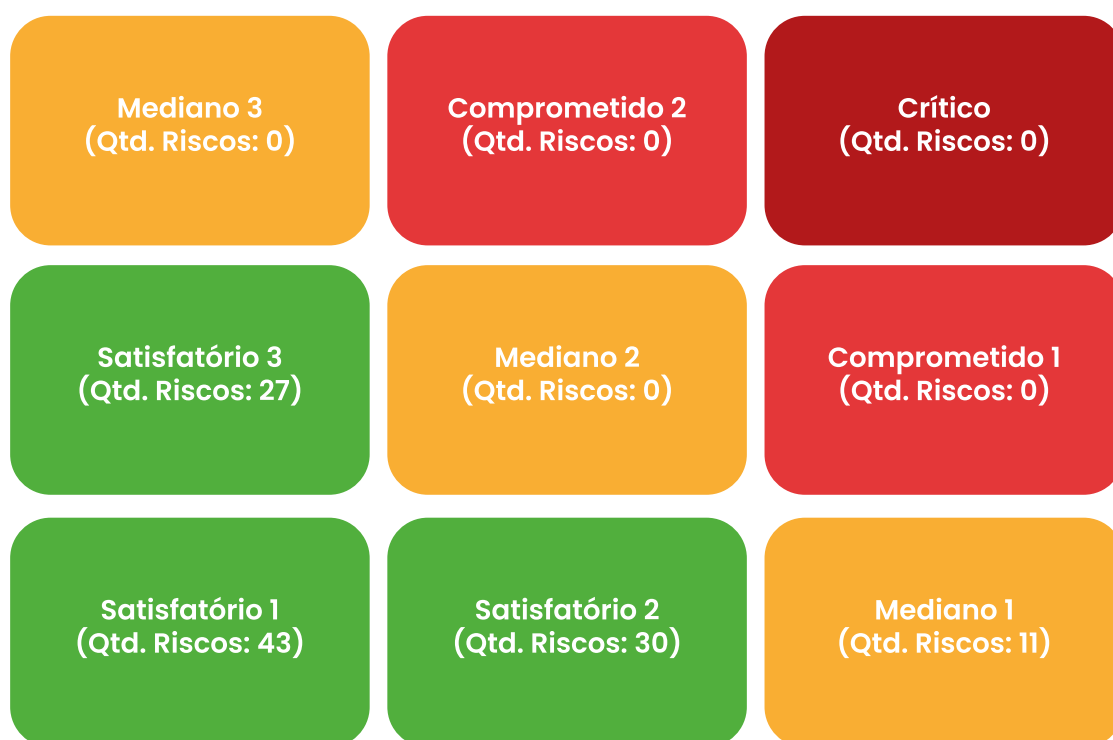 Mediano 3
(Qtd. Riscos: 0)
Comprometido 2
(Qtd. Riscos: 0)
Crítico
(Qtd. Riscos: 0)
Satisfatório 3
(Qtd. Riscos: 27)
Mediano 2
(Qtd. Riscos: 0)
Comprometido 1
(Qtd. Riscos: 0)
Satisfatório 1
(Qtd. Riscos: 43)
Satisfatório 2
(Qtd. Riscos: 30)
Mediano 1
(Qtd. Riscos: 11)